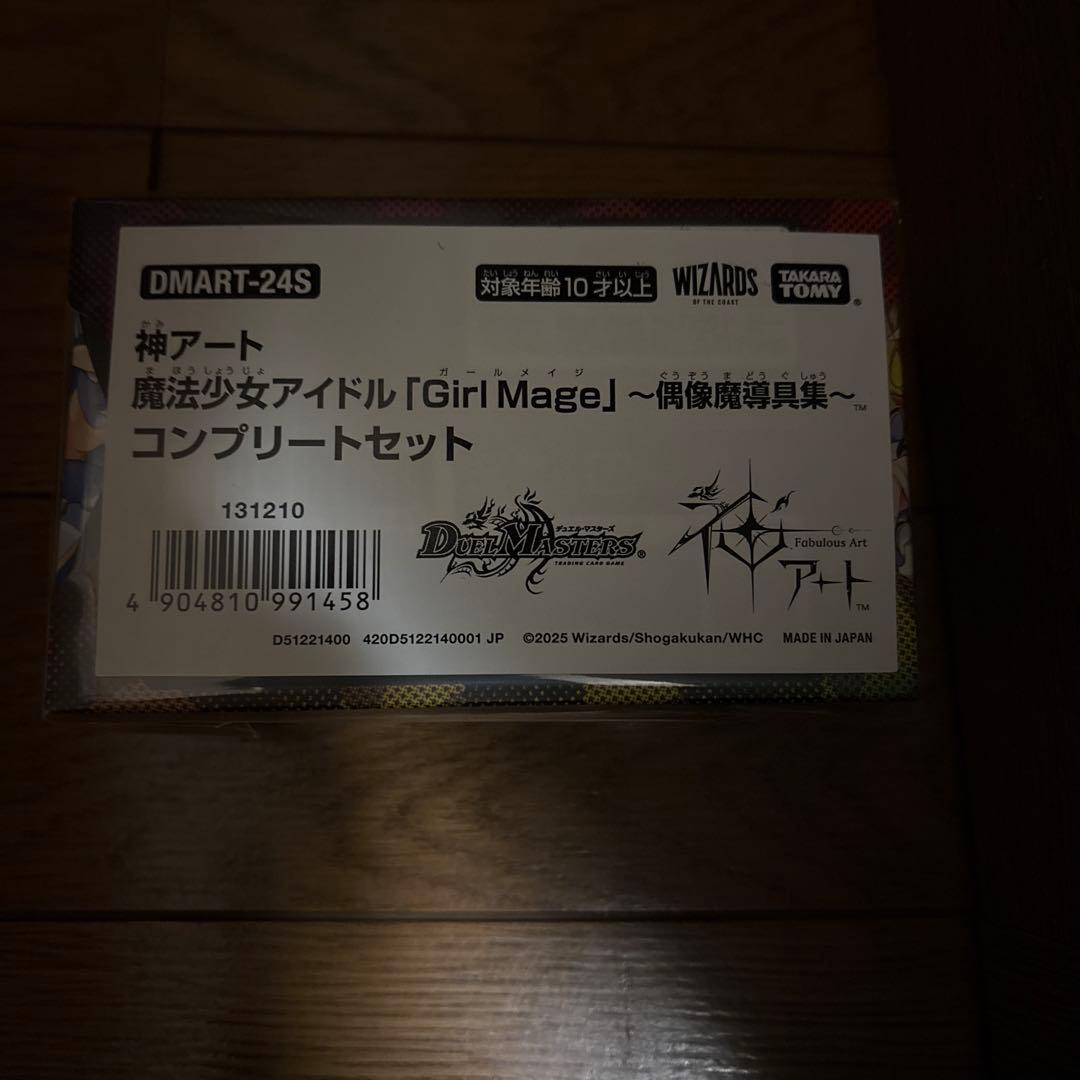 DMART-24S
たいしょうねんれい さいいじょう
対象年齢10才以上
WIZARDS
OF THE COAST
TAKARA TOMY®
かみ
神アート
まほうしょうじょ ガールメイジ ぐうぞうまどうぐしゅう
魔法少女アイドル「Girl Mage」～偶像魔導具集～™
コンプリートセット
131210
4 904810 991458
デュエル・マスターズ
DUEL MASTERS®
TRADING CARD GAME
神アート™
Fabulous Art
D51221400 420D5122140001 JP ©2025 Wizards/Shogakukan/WHC MADE IN JAPAN